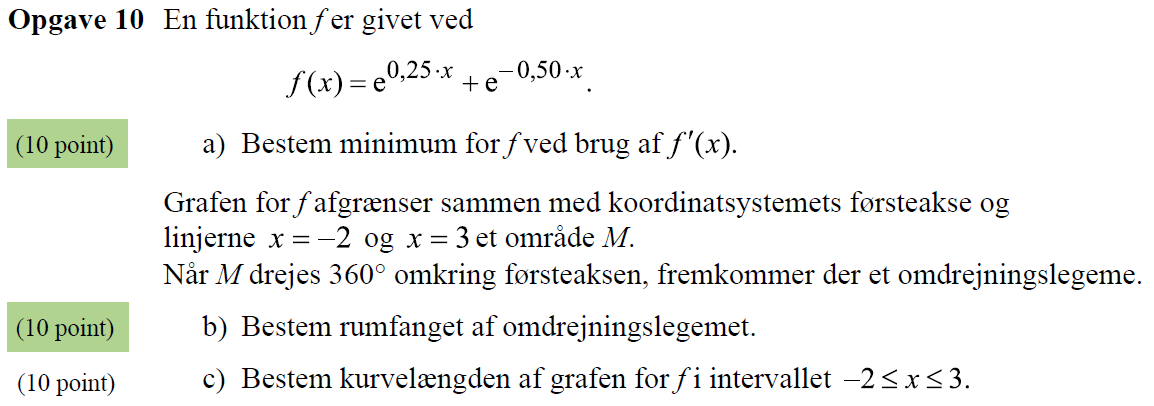 Opgave 10 En funktion f er givet ved
f(x) = e^{0,25·x} + e^{−0,50·x}.
(10 point) a) Bestem minimum for f ved brug af f′(x).
Grafen for f afgrænser sammen med koordinatsystemets førsteakse og
linjerne x = −2 og x = 3 et område M.
Når M drejes 360° omkring førsteaksen, fremkommer der et omdrejningslegeme.
(10 point) b) Bestem rumfanget af omdrejningslegemet.
(10 point) c) Bestem kurvelængden af grafen for f i intervallet −2 ≤ x ≤ 3.